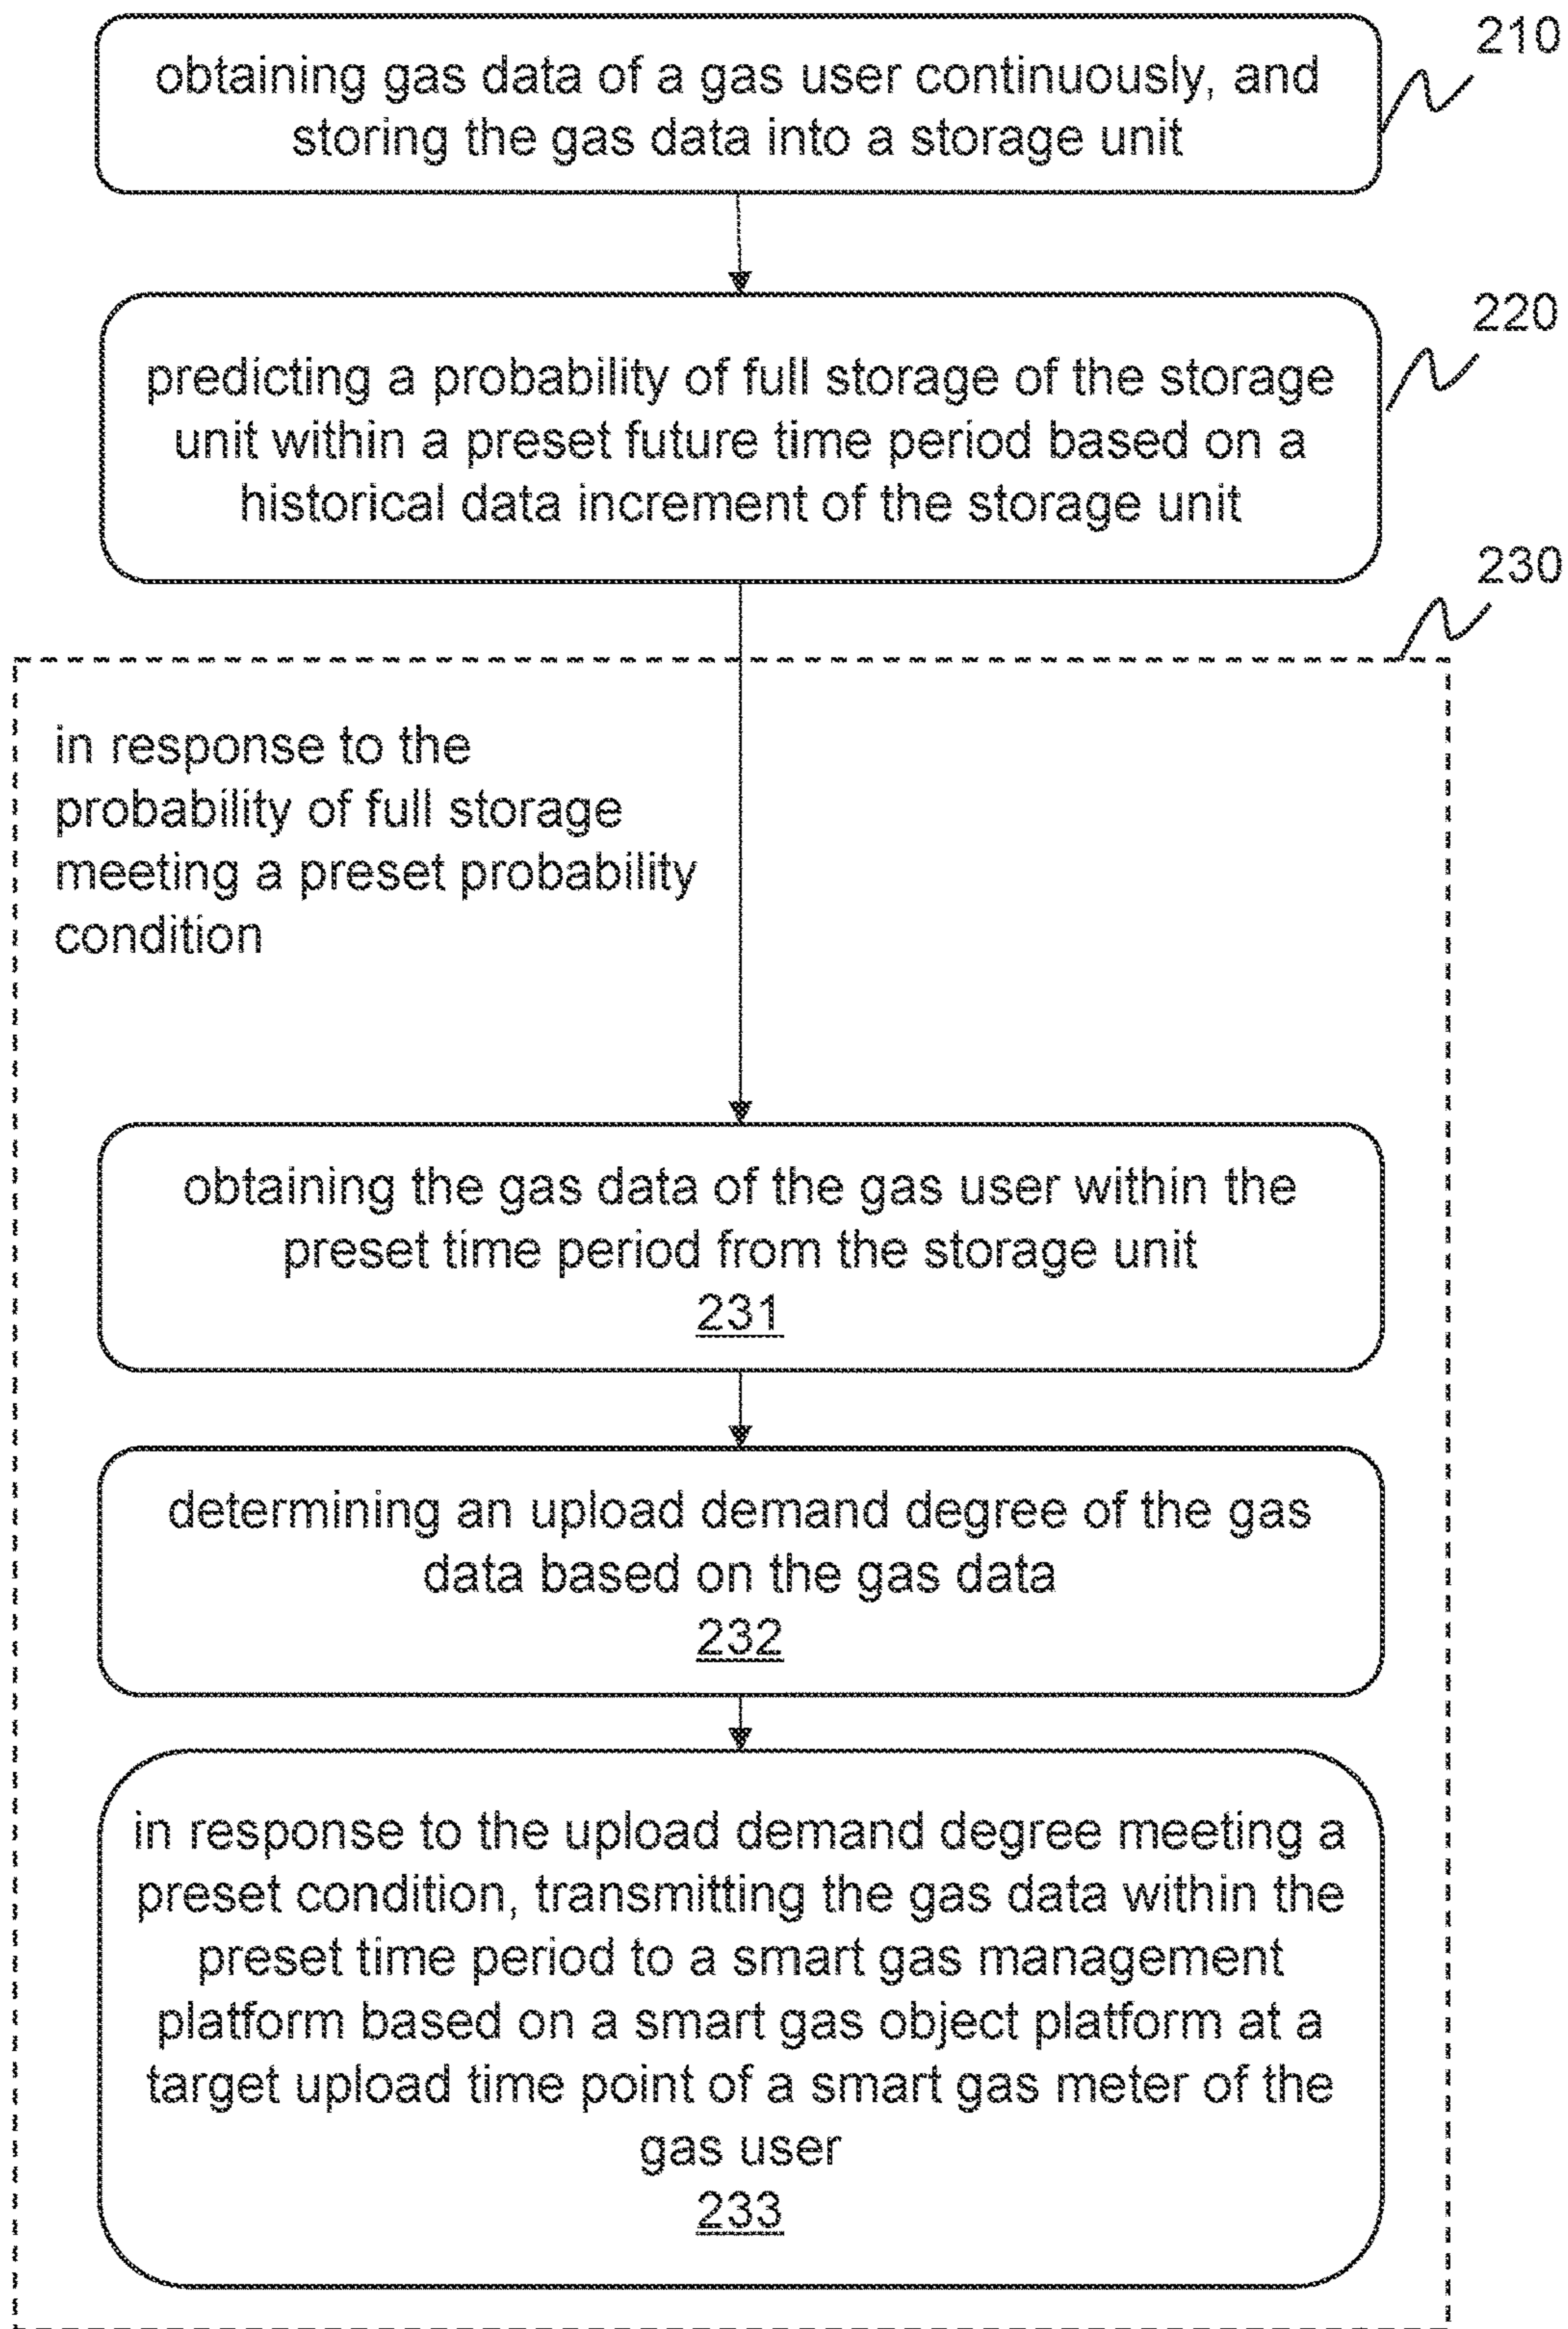 210
obtaining gas data of a gas user continuously, and
storing the gas data into a storage unit
220
predicting a probability of full storage of the storage
unit within a preset future time period based on a
historical data increment of the storage unit
230
in response to the
probability of full storage
meeting a preset probability
condition
obtaining the gas data of the gas user within the
preset time period from the storage unit
231
determining an upload demand degree of the gas
data based on the gas data
232
in response to the upload demand degree meeting a
preset condition, transmitting the gas data within the
preset time period to a smart gas management
platform based on a smart gas object platform at a
target upload time point of a smart gas meter of the
gas user
233